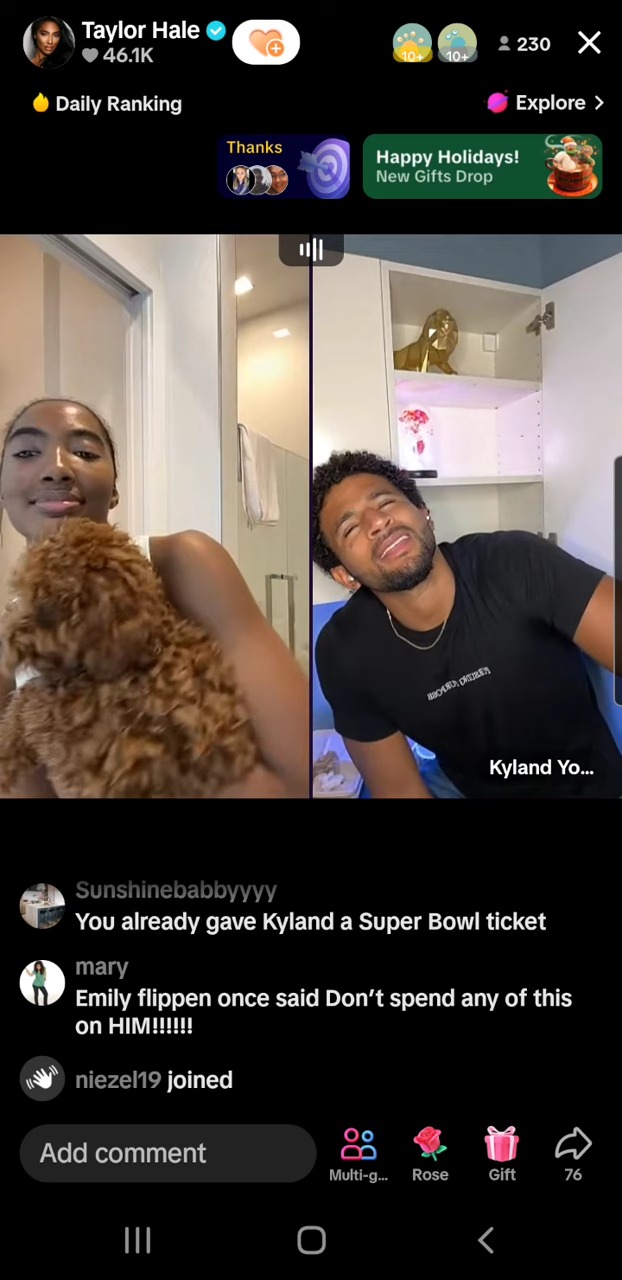 Taylor Hale
46.1K
10+
10+
230
Daily Ranking
Explore >
Thanks
Happy Holidays!
New Gifts Drop
Kyland Yo...
Sunshinebabbyyyy
You already gave Kyland a Super Bowl ticket
mary
Emily flippen once said Don’t spend any of this
on HIM!!!!!!
niezel19 joined
Add comment
Multi-g...
Rose
Gift
76